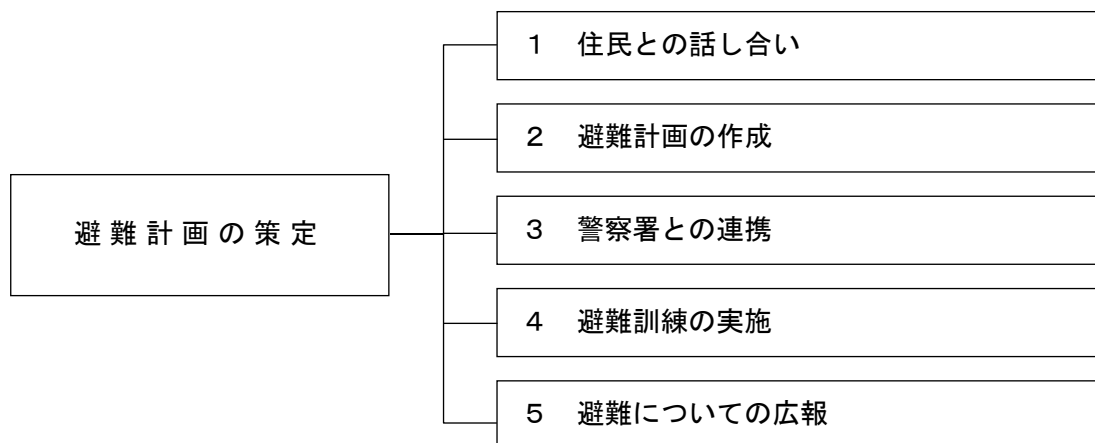 避難計画の策定
１　住民との話し合い
２　避難計画の作成
３　警察署との連携
４　避難訓練の実施
５　避難についての広報